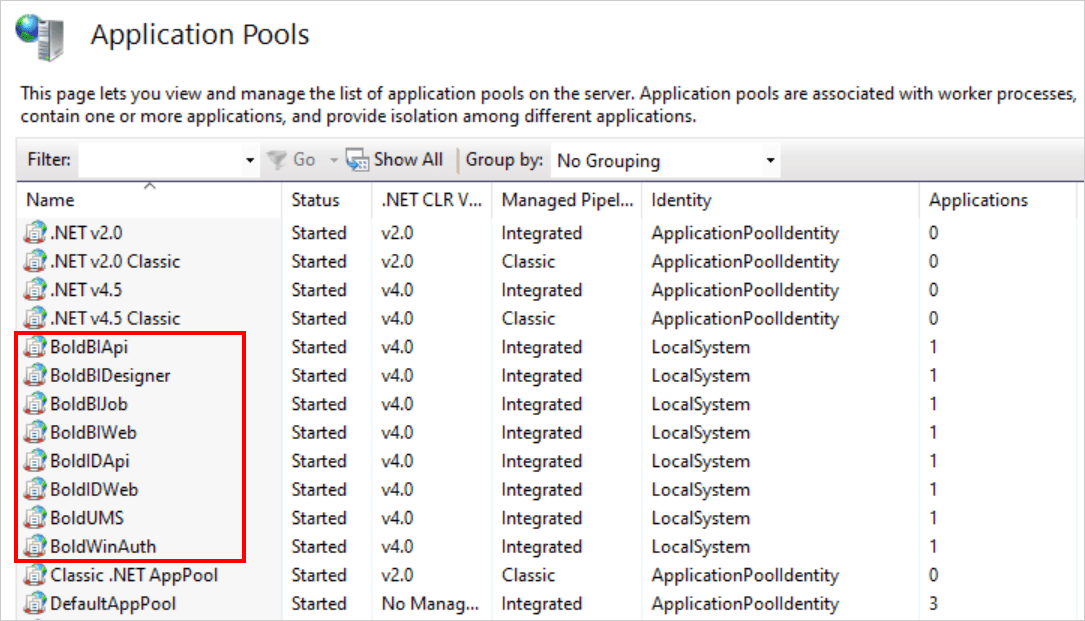 Application Pools
This page lets you view and manage the list of application pools on the server. Application pools are associated with worker processes,
contain one or more applications, and provide isolation among different applications.
Filter: Go Show All Group by: No Grouping
Name Status .NET CLR V... Managed Pipel... Identity Applications
.NET v2.0 Started v2.0 Integrated ApplicationPoolIdentity 0
.NET v2.0 Classic Started v2.0 Classic ApplicationPoolIdentity 0
.NET v4.5 Started v4.0 Integrated ApplicationPoolIdentity 0
.NET v4.5 Classic Started v4.0 Classic ApplicationPoolIdentity 0
BoldBIApi Started v4.0 Integrated LocalSystem 1
BoldBIDesigner Started v4.0 Integrated LocalSystem 1
BoldBIJob Started v4.0 Integrated LocalSystem 1
BoldBIWeb Started v4.0 Integrated LocalSystem 1
BoldIDApi Started v4.0 Integrated LocalSystem 1
BoldIDWeb Started v4.0 Integrated LocalSystem 1
BoldUMS Started v4.0 Integrated LocalSystem 1
BoldWinAuth Started v4.0 Integrated LocalSystem 1
Classic .NET AppPool Started v2.0 Classic ApplicationPoolIdentity 0
DefaultAppPool Started No Manag... Integrated ApplicationPoolIdentity 3